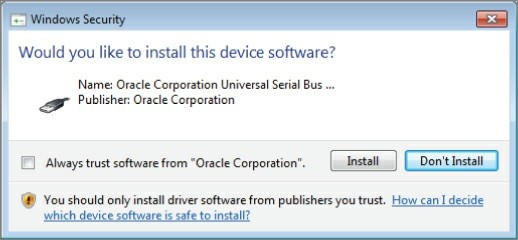 Windows Security
Would you like to install this device software?
Name: Oracle Corporation Universal Serial Bus ...
Publisher: Oracle Corporation
Always trust software from "Oracle Corporation".
Install
Don't Install
You should only install driver software from publishers you trust. How can I decide
which device software is safe to install?